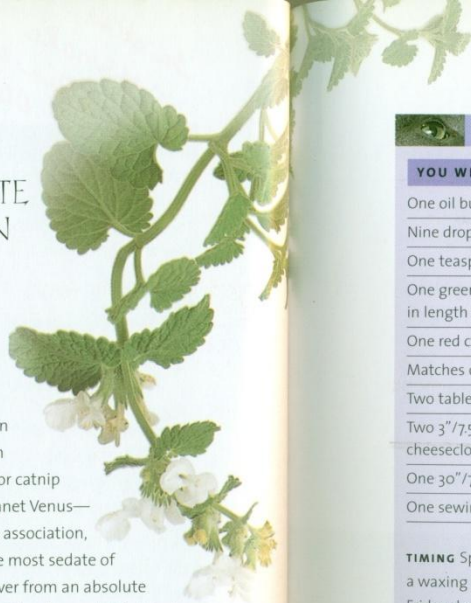 TE
N
n
n
or catnip
net Venus—
association,
e most sedate of
ver from an absolute
YOU W
One oil bu
Nine drop
One teasp
One green
in length
One red c
Matches
Two table
Two 3"/7.5
cheeseclo
One 30"/7
One sewi
TIMING Sp
a waxing